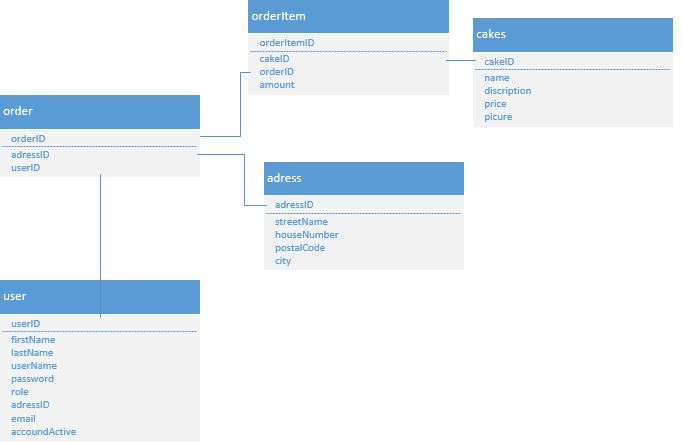 orderItem
orderItemID
cakeID
orderID
amount
cakes
cakeID
name
discription
price
picure
order
orderID
adressID
userID
adress
adressID
streetName
houseNumber
postalCode
city
user
userID
firstName
lastName
userName
password
role
adressID
email
accoundActive